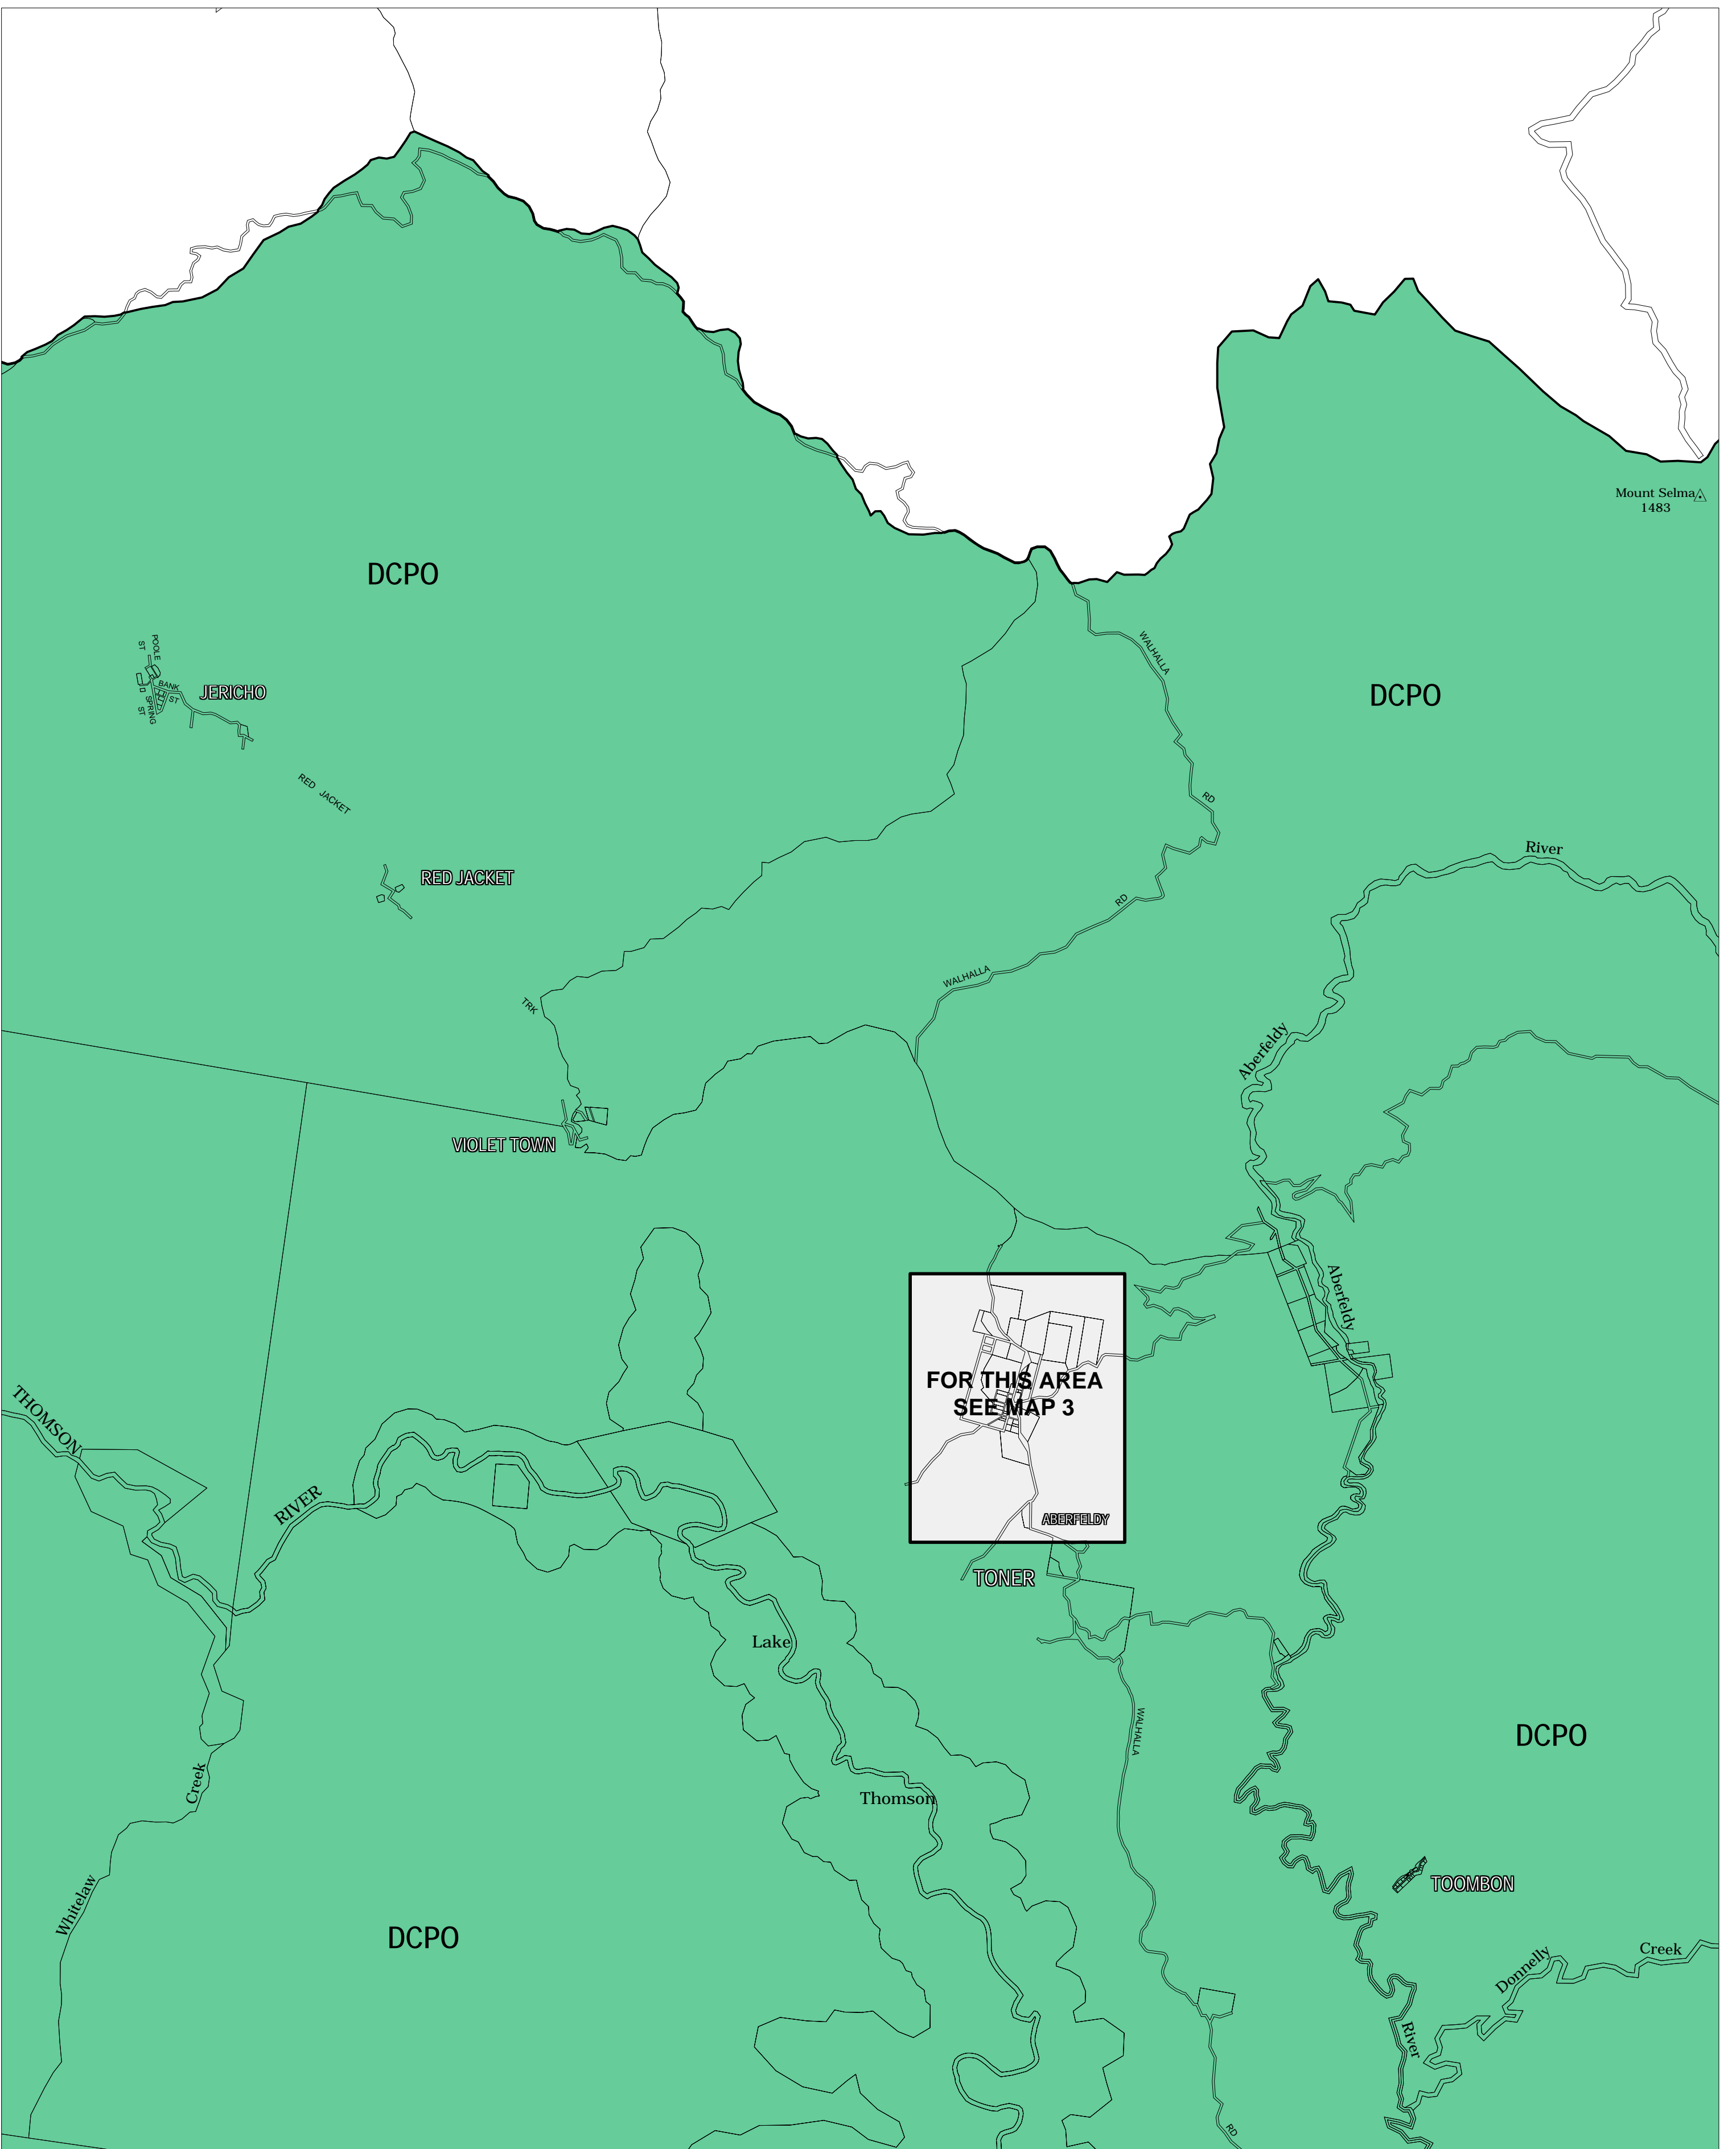 Mount Selma
1483
DCPO
POOLE
ST
BANK
ST
SPRING
ST
JERICHO
WALHALLA
DCPO
RED JACKET
RD
River
RED JACKET
RD
WALHALLA
TRK
Aberfeldy
VIOLET TOWN
Aberfeldy
FOR THIS AREA
SEE MAP 3
THOMSON
RIVER
ABERFELDY
TONER
Lake
WALHALLA
DCPO
Creek
Thomson
TOOMBON
Whitelaw
DCPO
Donnelly
Creek
River
RD